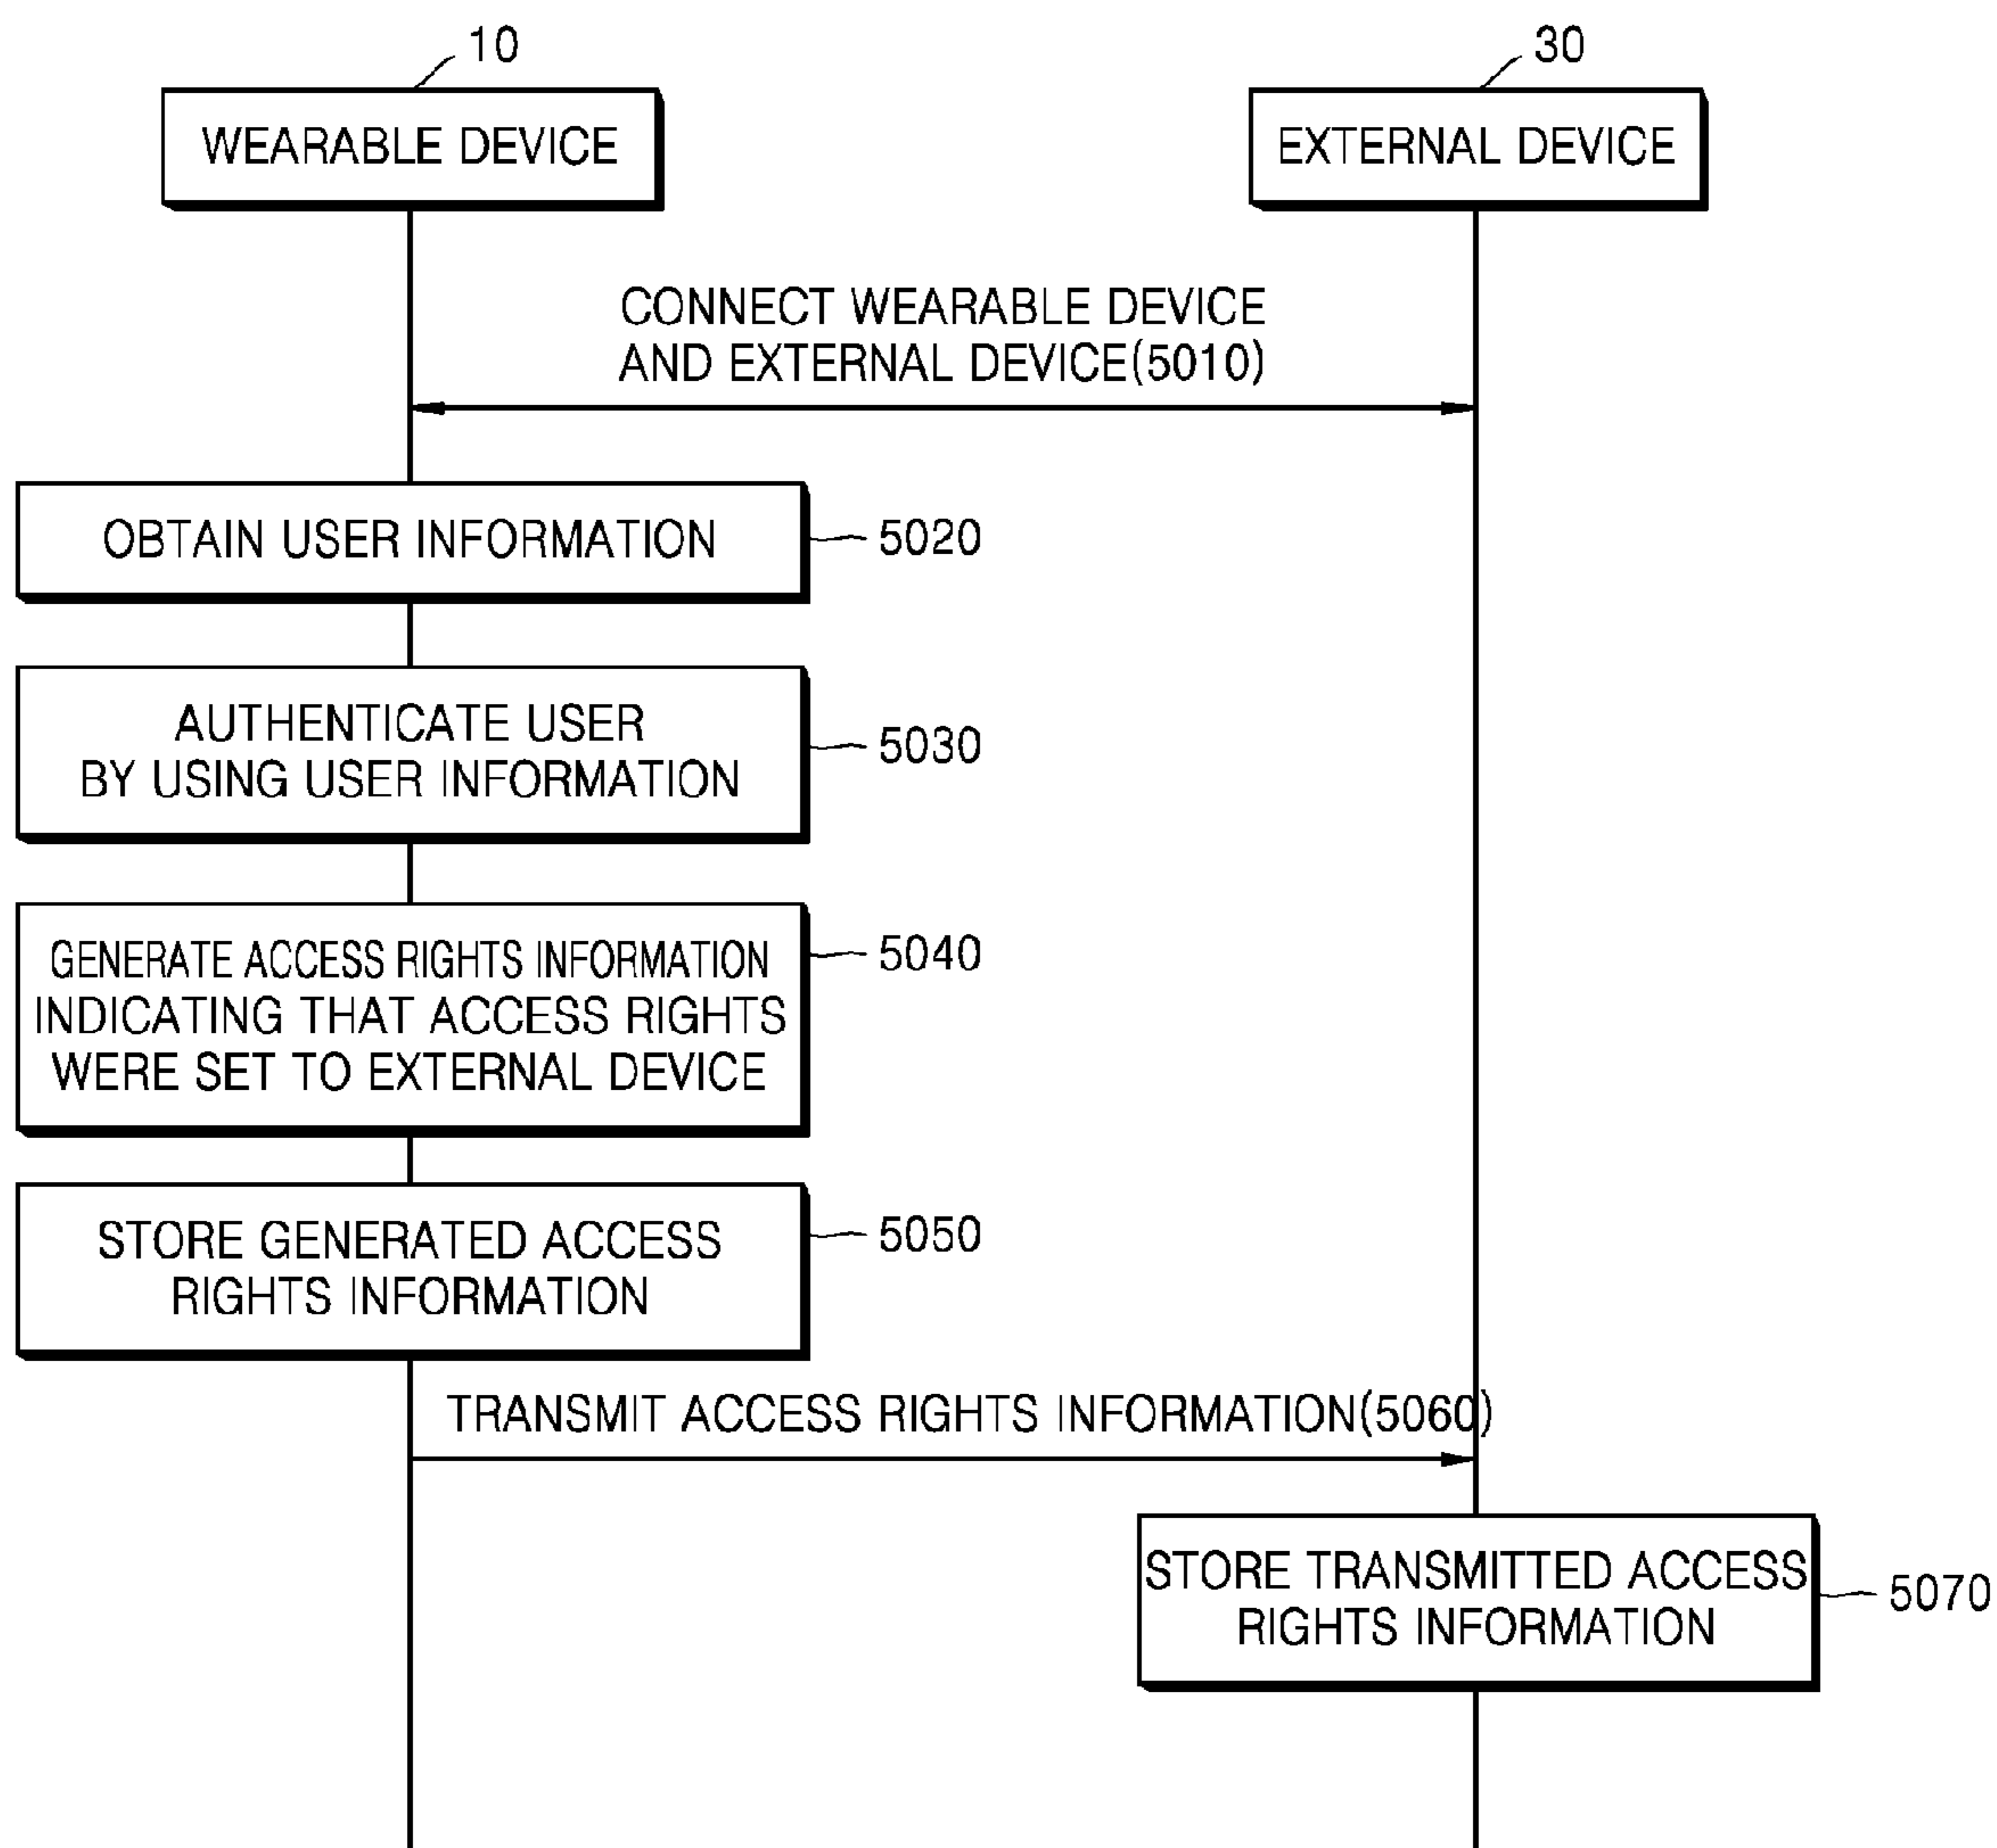 10
30
WEARABLE DEVICE
EXTERNAL DEVICE
CONNECT WEARABLE DEVICE
AND EXTERNAL DEVICE(5010)
OBTAIN USER INFORMATION
5020
AUTHENTICATE USER
BY USING USER INFORMATION
5030
GENERATE ACCESS RIGHTS INFORMATION
INDICATING THAT ACCESS RIGHTS
WERE SET TO EXTERNAL DEVICE
5040
STORE GENERATED ACCESS
RIGHTS INFORMATION
5050
TRANSMIT ACCESS RIGHTS INFORMATION(5060)
STORE TRANSMITTED ACCESS
RIGHTS INFORMATION
5070